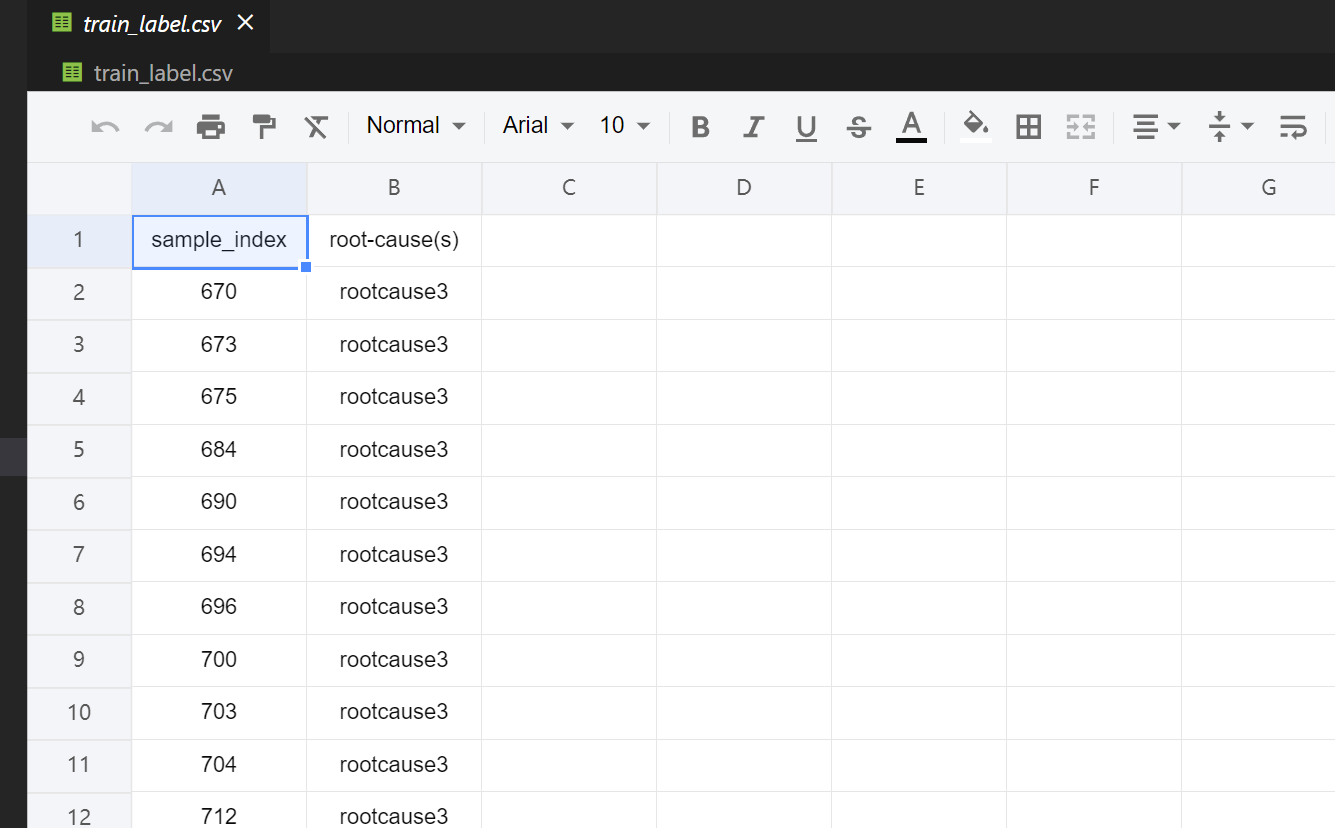 train_label.csv
train_label.csv
Normal Arial 10 B I U S A
A B C D E F G
1 sample_index root-cause(s)
2 670 rootcause3
3 673 rootcause3
4 675 rootcause3
5 684 rootcause3
6 690 rootcause3
7 694 rootcause3
8 696 rootcause3
9 700 rootcause3
10 703 rootcause3
11 704 rootcause3
12 712 rootcause3